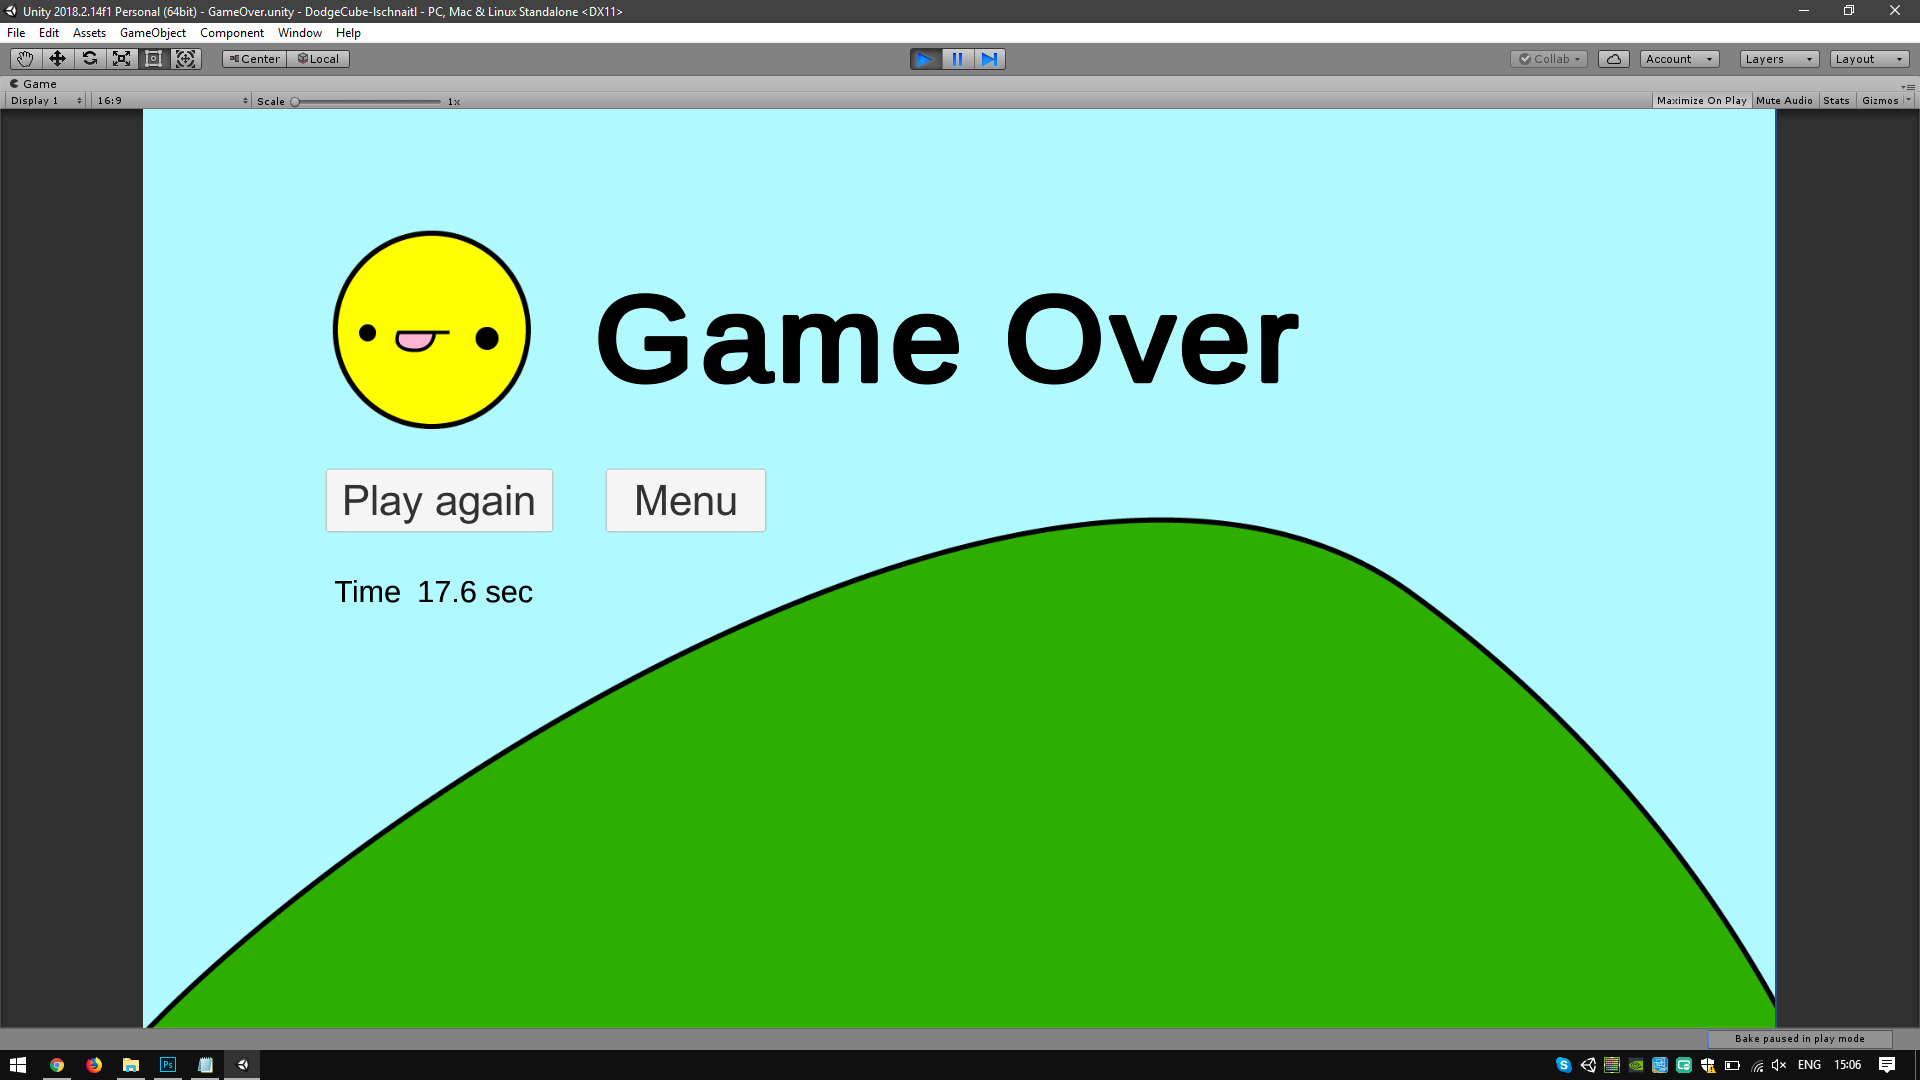 Unity 2018.2.14f1 Personal (64bit) - GameOver.unity - DodgeCube-Ischnaitl - PC, Mac & Linux Standalone <DX11>
File Edit Assets GameObject Component Window Help
Center Local Collab Account Layers Layout
Game
Display 1 16:9 Scale 1x Maximize On Play Mute Audio Stats Gizmos
Game Over
Play again Menu
Time 17.6 sec
Bake paused in play mode
Ps ENG 15:06